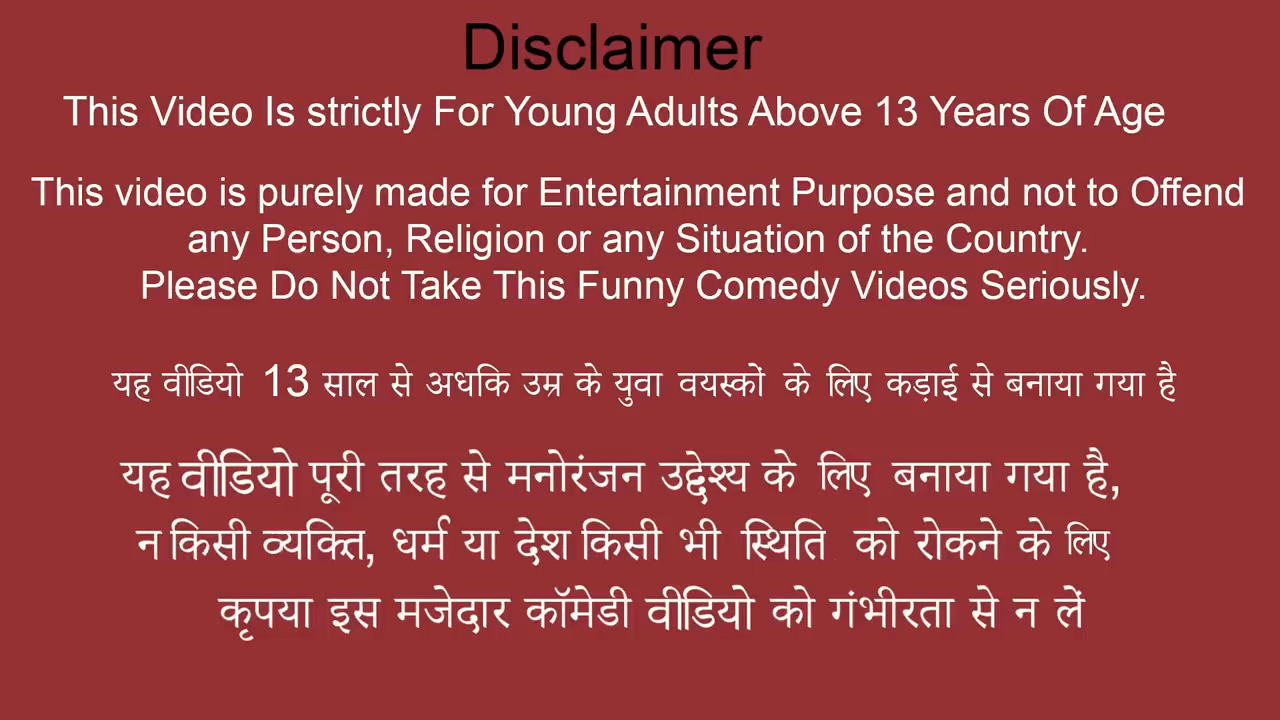 Disclaimer
This Video Is strictly For Young Adults Above 13 Years Of Age
This video is purely made for Entertainment Purpose and not to Offend
any Person, Religion or any Situation of the Country.
Please Do Not Take This Funny Comedy Videos Seriously.
यह वीडियो 13 साल से अधकि उम्र के युवा वयस्कों के लिए कड़ाई से बनाया गया है
यह वीडियो पूरी तरह से मनोरंजन उद्देश्य के लिए बनाया गया है,
न किसी व्यक्ति, धर्म या देश किसी भी स्थिति को रोकने के लिए
कृपया इस मजेदार कॉमेडी वीडियो को गंभीरता से न लें